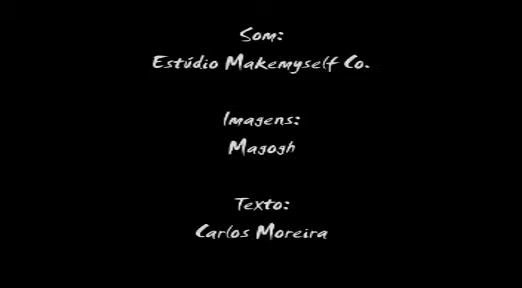 Som:
Estúdio Makemyself Co.
Imagens:
Magogh
Texto:
Carlos Moreira